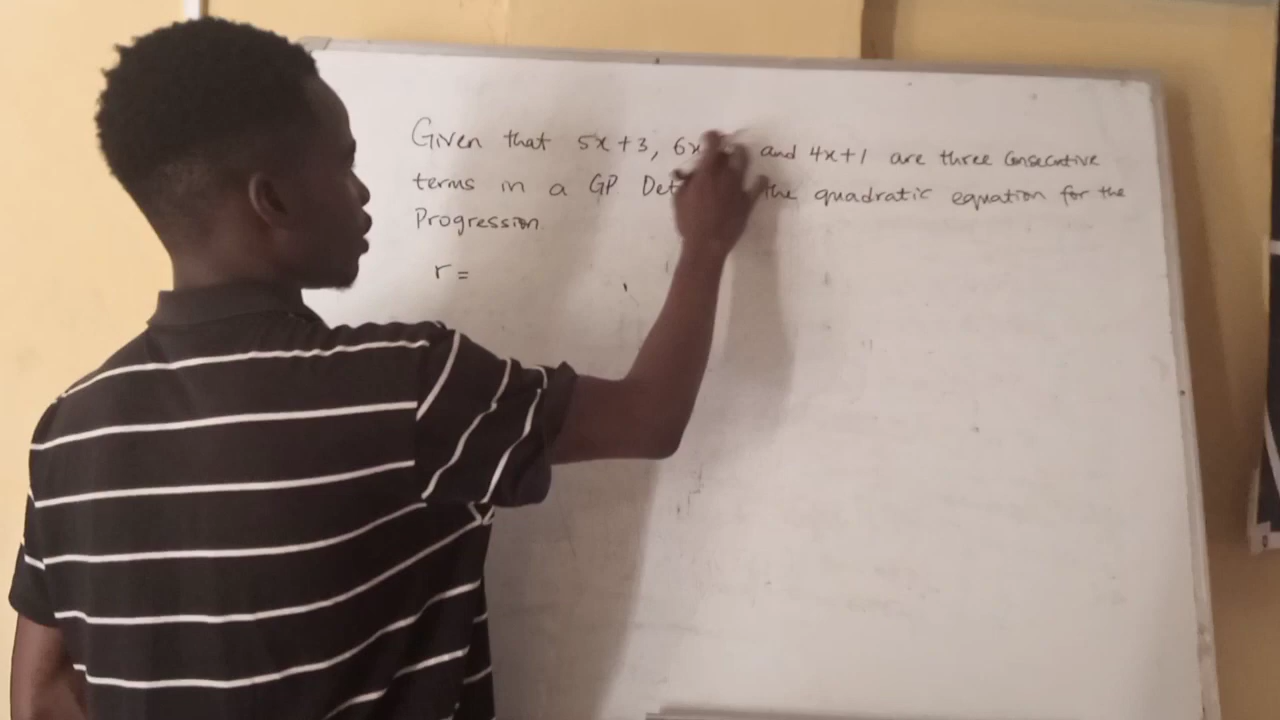 Given that 5x+3, 6x and 4x+1 are three Consecutive
terms in a GP. Det the quadratic equation for the
Progression
r =